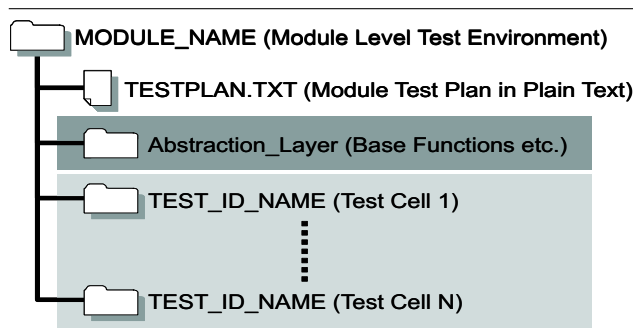 MODULE_NAME (Module Level Test Environment)
TESTPLAN.TXT (Module Test Plan in Plain Text)
Abstraction_Layer (Base Functions etc.)
TEST_ID_NAME (Test Cell 1)
TEST_ID_NAME (Test Cell N)